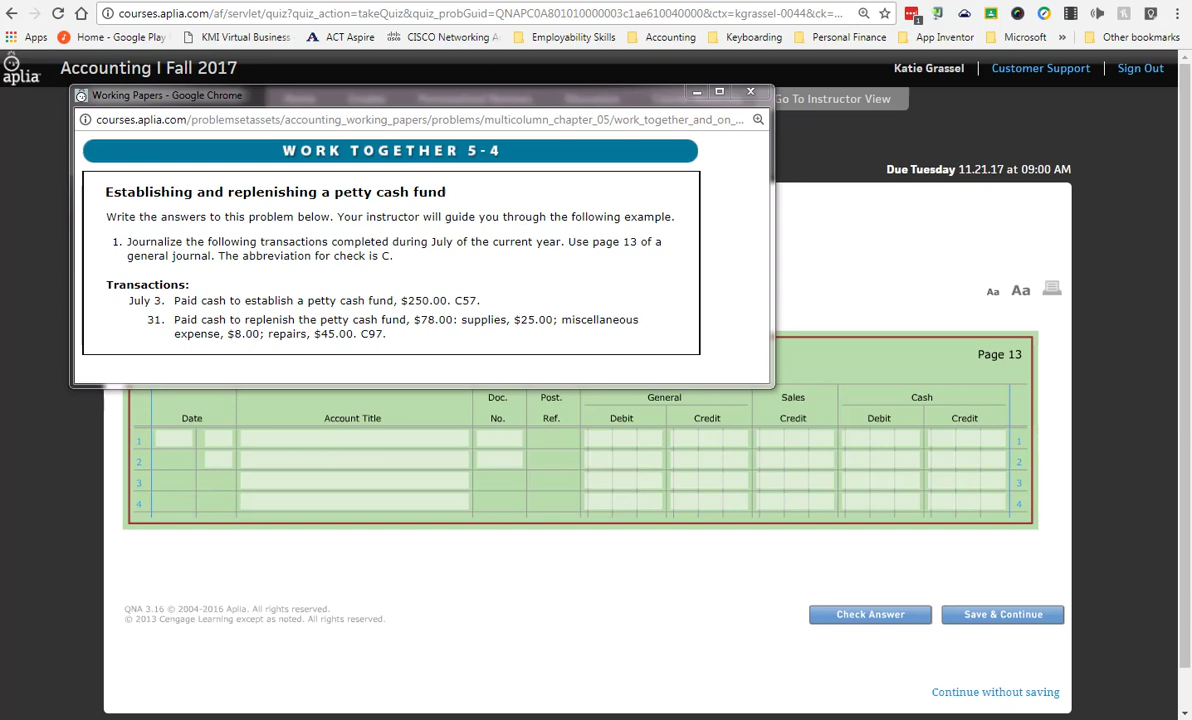 courses.aplia.com/af/servlet/quiz?quiz_action=takeQuiz&quiz_probGuid=QNAPC0A801010000003c1ae610040000&ctx=kgrassel-0044&ck=...
Apps Home - Google Play KMI Virtual Business ACT Aspire CISCO Networking A Employability Skills Accounting Keyboarding Personal Finance App Inventor Microsoft » Other bookmarks
aplia Accounting I Fall 2017 Katie Grassel Customer Support Sign Out
Working Papers - Google Chrome
Go To Instructor View
courses.aplia.com/problemsetassets/accounting_working_papers/problems/multicolumn_chapter_05/work_together_and_on_...
WORK TOGETHER 5-4
Due Tuesday 11.21.17 at 09:00 AM
Establishing and replenishing a petty cash fund
Write the answers to this problem below. Your instructor will guide you through the following example.
1. Journalize the following transactions completed during July of the current year. Use page 13 of a
general journal. The abbreviation for check is C.
Transactions:
July 3. Paid cash to establish a petty cash fund, $250.00. C57.
31. Paid cash to replenish the petty cash fund, $78.00: supplies, $25.00; miscellaneous
expense, $8.00; repairs, $45.00. C97.
Aa Aa
Page 13
Doc. Post. General Sales Cash
Date Account Title No. Ref. Debit Credit Credit Debit Credit
1 1
2 2
3 3
4 4
QNA 3.16 © 2004-2016 Aplia. All rights reserved.
© 2013 Cengage Learning except as noted. All rights reserved.
Check Answer Save & Continue
Continue without saving